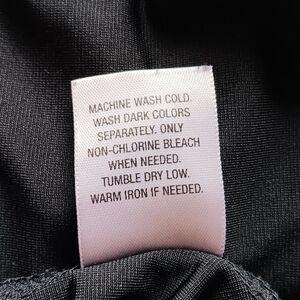 MACHINE WASH COLD.
WASH DARK COLORS
SEPARATELY. ONLY
NON-CHLORINE BLEACH
WHEN NEEDED.
TUMBLE DRY LOW.
WARM IRON IF NEEDED.